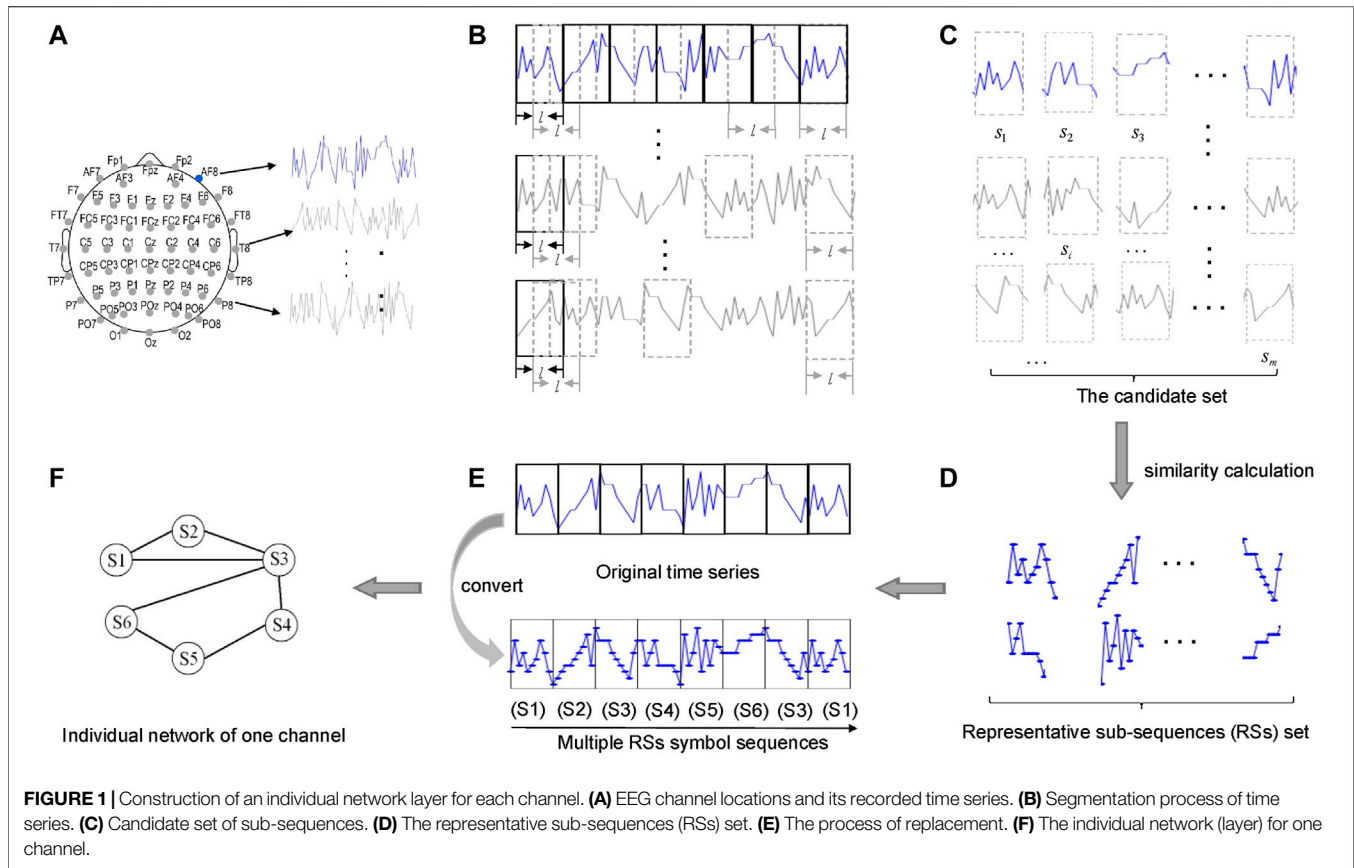 A
Fp1 Fpz Fp2
AF7 AF3 AF4 AF8
F7 F5 F3 F1 Fz F2 F4 F6 F8
FT7 FC5 FC3 FC1 FCz FC2 FC4 FC6 FT8
T7 C5 C3 C1 Cz C2 C4 C6 T8
TP7 CP5 CP3 CP1 CPz CP2 CP4 CP6 TP8
P7 P5 P3 P1 Pz P2 P4 P6 P8
PO7 PO5 PO3 POz PO4 PO6 PO8
O1 Oz O2
B
l l l l
l l l
l l l
C
s1 s2 s3 ...
... si ... ...
... sm
The candidate set
similarity calculation
D
...
...
Representative sub-sequences (RSs) set
E
Original time series
convert
(S1) (S2) (S3) (S4) (S5) (S6) (S3) (S1)
Multiple RSs symbol sequences
F
S1 S2 S3
S6 S5 S4
Individual network of one channel
FIGURE 1 | Construction of an individual network layer for each channel. (A) EEG channel locations and its recorded time series. (B) Segmentation process of time
series. (C) Candidate set of sub-sequences. (D) The representative sub-sequences (RSs) set. (E) The process of replacement. (F) The individual network (layer) for one
channel.